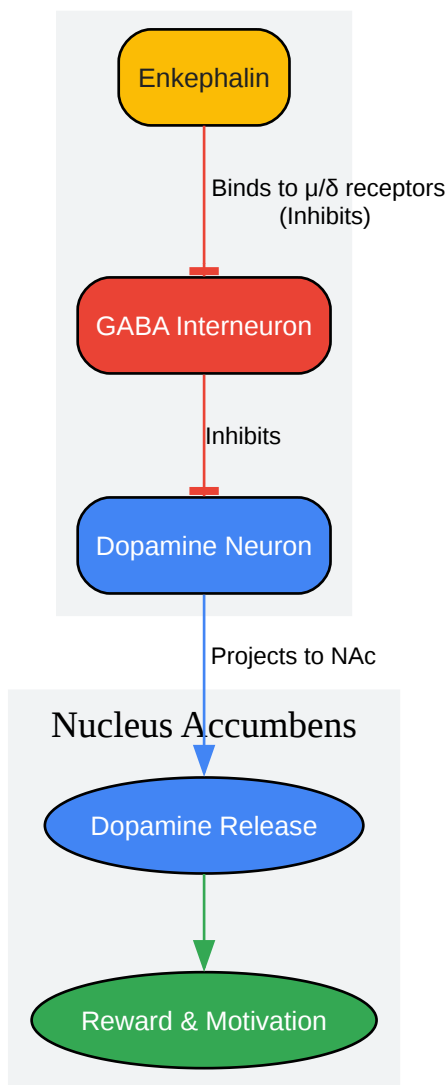 Enkephalin
Binds to μ/δ receptors
(Inhibits)
GABA Interneuron
Inhibits
Dopamine Neuron
Projects to NAc
Nucleus Accumbens
Dopamine Release
Reward & Motivation